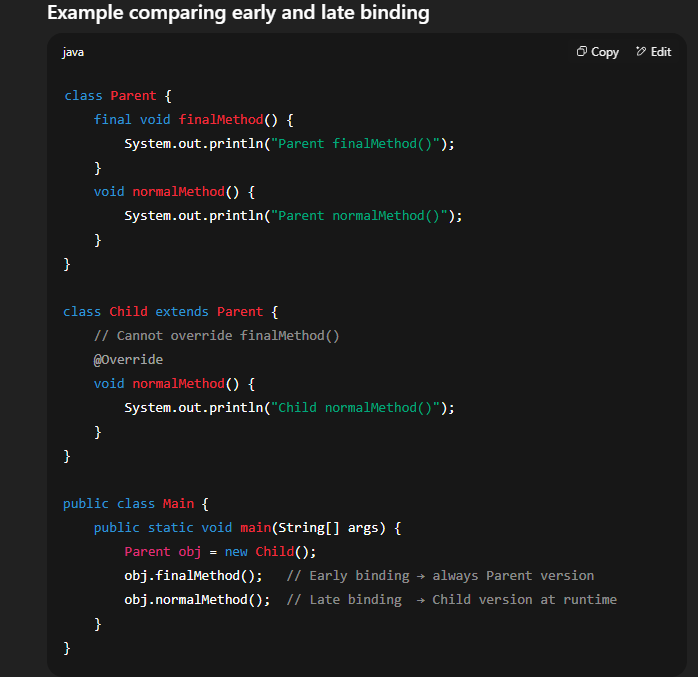 Example comparing early and late binding
java
Copy
Edit
class Parent {
    final void finalMethod() {
        System.out.println("Parent finalMethod()");
    }
    void normalMethod() {
        System.out.println("Parent normalMethod()");
    }
}
class Child extends Parent {
    // Cannot override finalMethod()
    @Override
    void normalMethod() {
        System.out.println("Child normalMethod()");
    }
}
public class Main {
    public static void main(String[] args) {
        Parent obj = new Child();
        obj.finalMethod();   // Early binding → always Parent version
        obj.normalMethod();  // Late binding  → Child version at runtime
    }
}